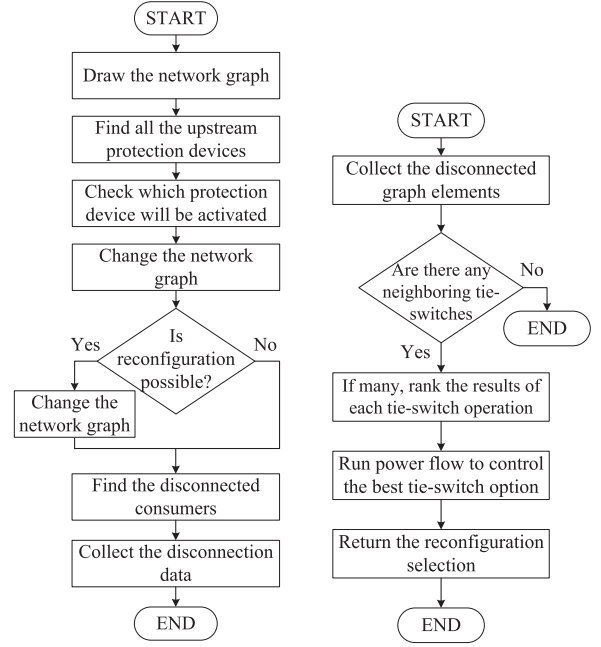 START
Draw the network graph
Find all the upstream
protection devices
Check which protection
device will be activated
Change the network
graph
Is
reconfiguration
possible?
Yes
No
Change the
network graph
Find the disconnected
consumers
Collect the disconnection
data
END
START
Collect the disconnected
graph elements
Are there any
neighboring tie-
switches
No
END
Yes
If many, rank the results of
each tie-switch operation
Run power flow to control
the best tie-switch option
Return the reconfiguration
selection
END